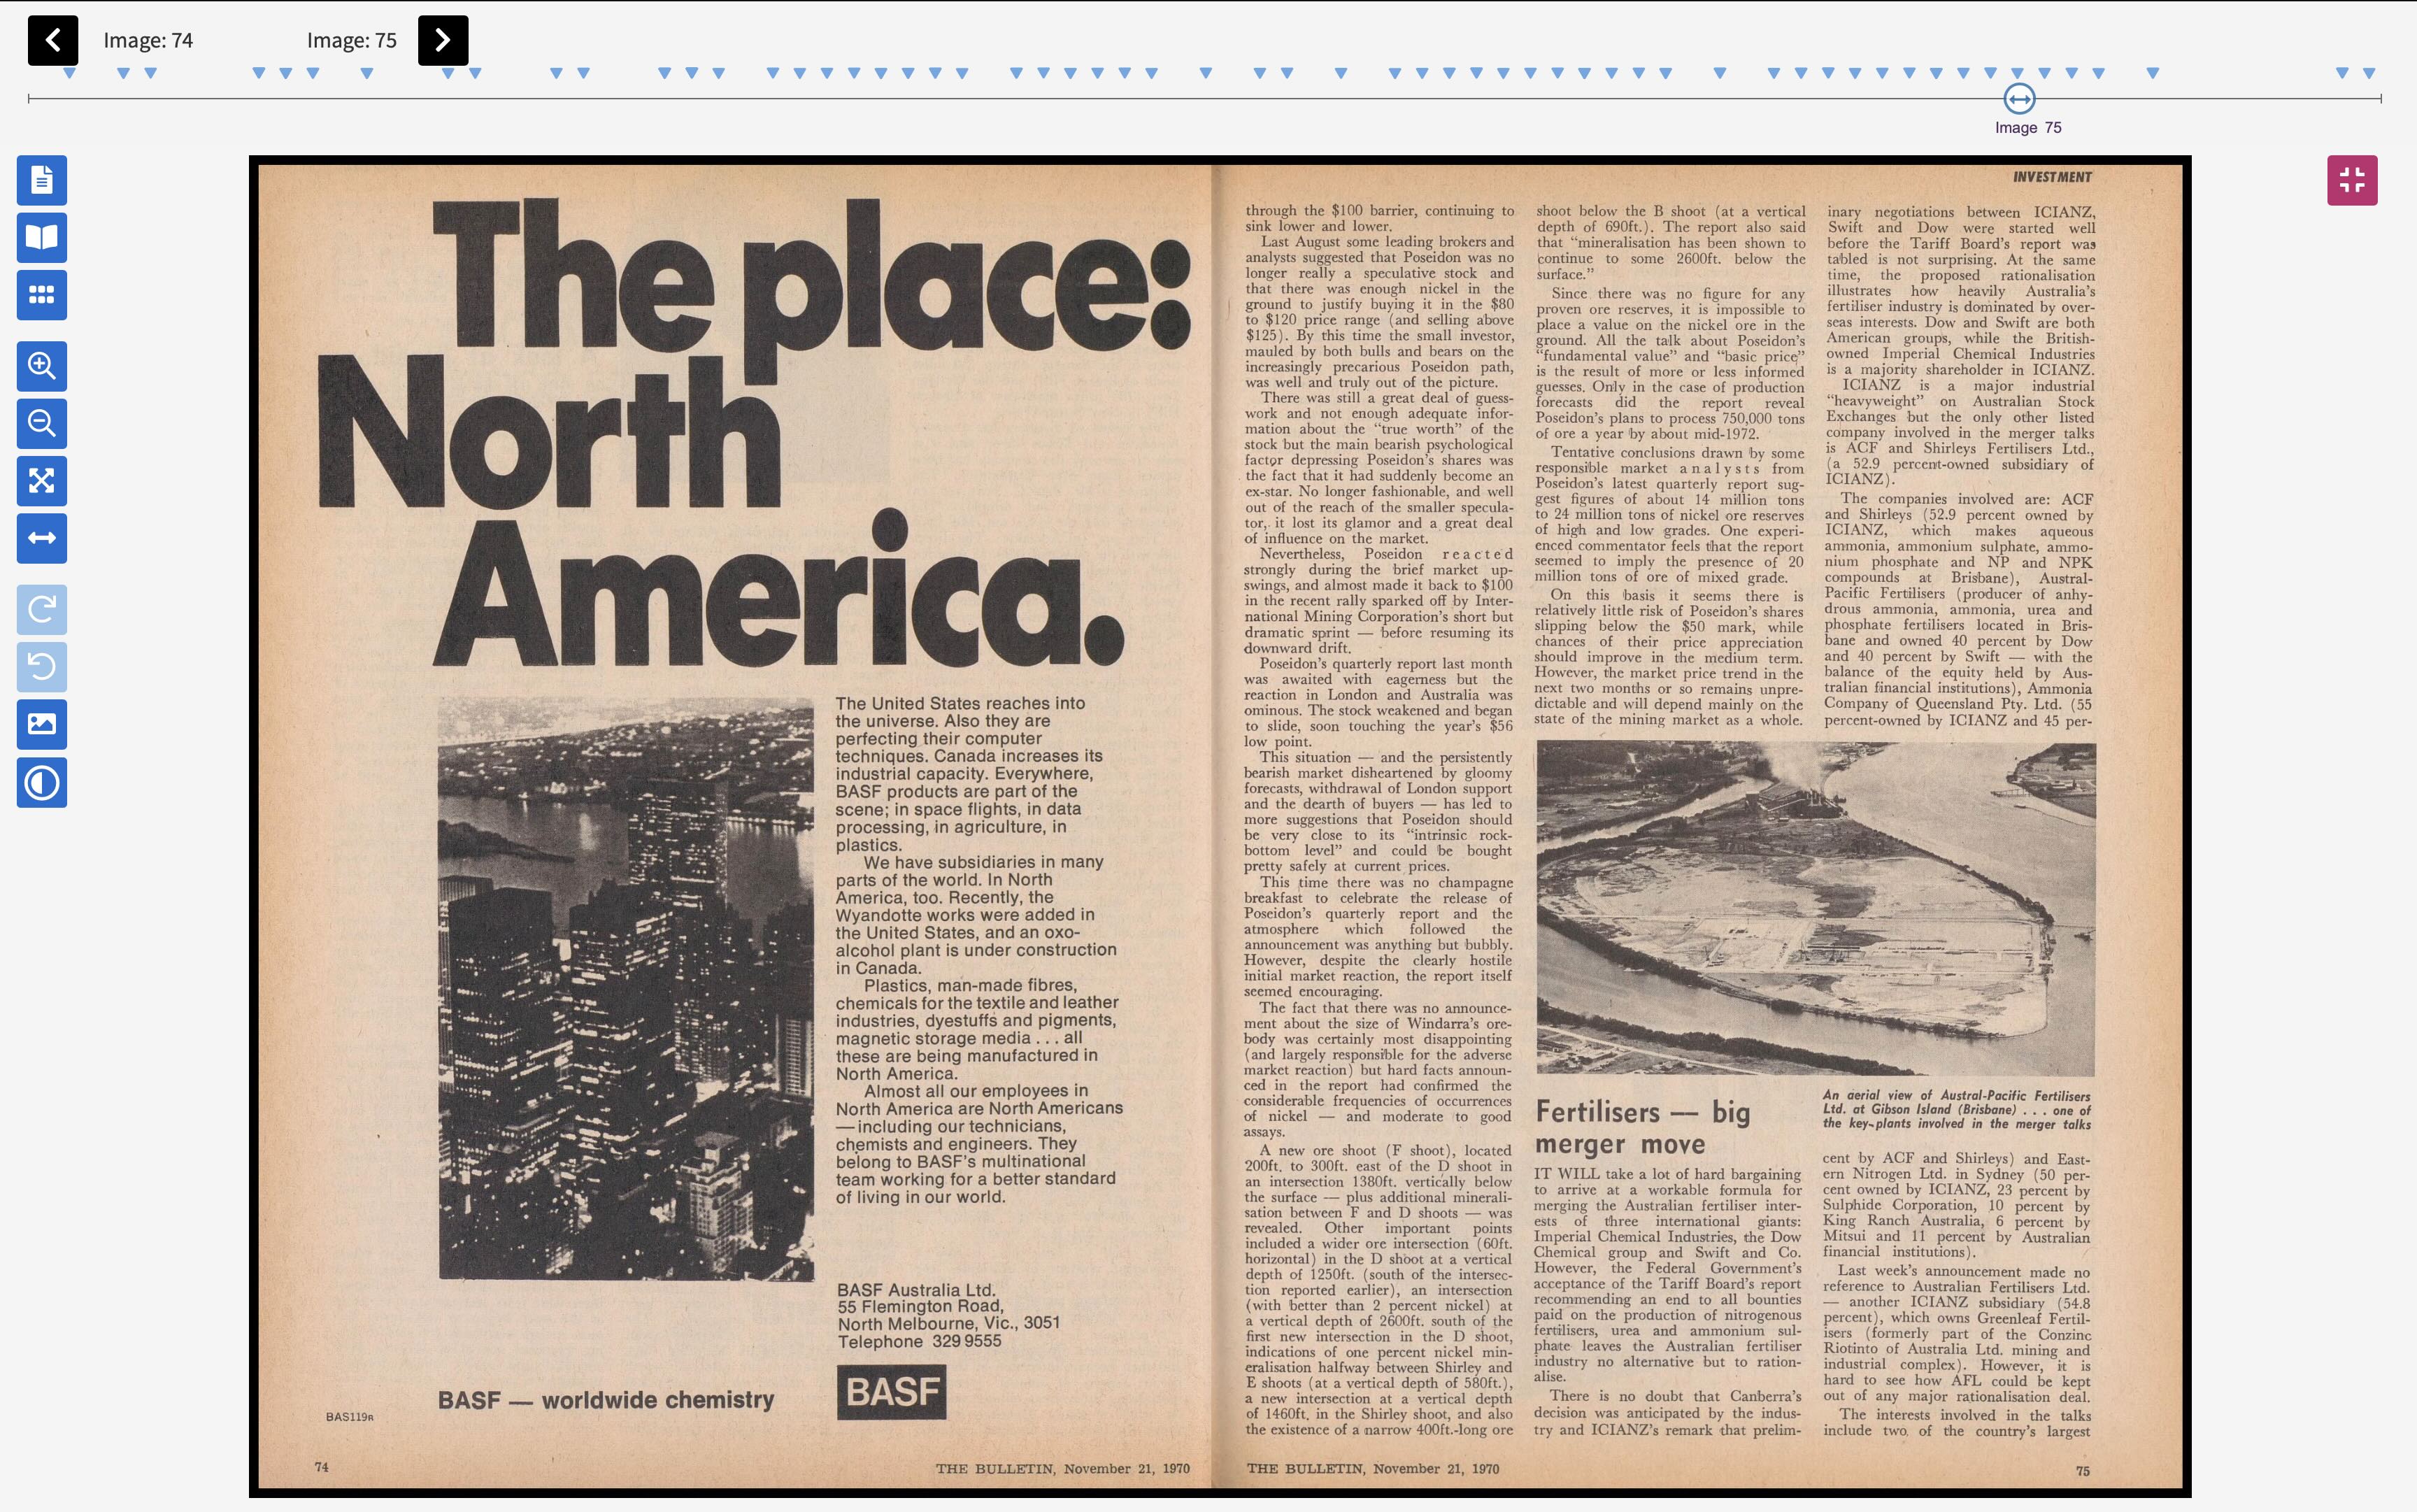 Image: 74
Image: 75
Image 75
The place:
North
America.
The United States reaches into
the universe. Also they are
perfecting their computer
techniques. Canada increases its
industrial capacity. Everywhere,
BASF products are part of the
scene; in space flights, in data
processing, in agriculture, in
plastics.
We have subsidiaries in many
parts of the world. In North
America, too. Recently, the
Wyandotte works were added in
the United States, and an oxo-
alcohol plant is under construction
in Canada.
Plastics, man-made fibres,
chemicals for the textile and leather
industries, dyestuffs and pigments,
magnetic storage media . . . all
these are being manufactured in
North America.
Almost all our employees in
North America are North Americans
— including our technicians,
chemists and engineers. They
belong to BASF's multinational
team working for a better standard
of living in our world.
BASF Australia Ltd.
55 Flemington Road,
North Melbourne, Vic., 3051
Telephone 329 9555
BASF — worldwide chemistry
BASF
BAS119R
74
THE BULLETIN, November 21, 1970
INVESTMENT
through the $100 barrier, continuing to
sink lower and lower.
Last August some leading brokers and
analysts suggested that Poseidon was no
longer really a speculative stock and
that there was enough nickel in the
ground to justify buying it in the $80
to $120 price range (and selling above
$125). By this time the small investor,
mauled by both bulls and bears on the
increasingly precarious Poseidon path,
was well and truly out of the picture.
There was still a great deal of guess-
work and not enough adequate infor-
mation about the "true worth" of the
stock but the main bearish psychological
factor depressing Poseidon's shares was
the fact that it had suddenly become an
ex-star. No longer fashionable, and well
out of the reach of the smaller specula-
tor, it lost its glamor and a great deal
of influence on the market.
Nevertheless, Poseidon reacted
strongly during the brief market up-
swings, and almost made it back to $100
in the recent rally sparked off by Inter-
national Mining Corporation's short but
dramatic sprint — before resuming its
downward drift.
Poseidon's quarterly report last month
was awaited with eagerness but the
reaction in London and Australia was
ominous. The stock weakened and began
to slide, soon touching the year's $56
low point.
This situation — and the persistently
bearish market disheartened by gloomy
forecasts, withdrawal of London support
and the dearth of buyers — has led to
more suggestions that Poseidon should
be very close to its "intrinsic rock-
bottom level" and could be bought
pretty safely at current prices.
This time there was no champagne
breakfast to celebrate the release of
Poseidon's quarterly report and the
atmosphere which followed the
announcement was anything but bubbly.
However, despite the clearly hostile
initial market reaction, the report itself
seemed encouraging.
The fact that there was no announce-
ment about the size of Windarra's ore-
body was certainly most disappointing
(and largely responsible for the adverse
market reaction) but hard facts announ-
ced in the report had confirmed the
considerable frequencies of occurrences
of nickel — and moderate to good
assays.
A new ore shoot (F shoot), located
200ft. to 300ft. east of the D shoot in
an intersection 1380ft. vertically below
the surface — plus additional minerali-
sation between F and D shoots — was
revealed. Other important points
included a wider ore intersection (60ft.
horizontal) in the D shoot at a vertical
depth of 1250ft. (south of the intersec-
tion reported earlier), an intersection
(with better than 2 percent nickel) at
a vertical depth of 2600ft. south of the
first new intersection in the D shoot,
indications of one percent nickel min-
eralisation halfway between Shirley and
E shoots (at a vertical depth of 580ft.),
a new intersection at a vertical depth
of 1460ft. in the Shirley shoot, and also
the existence of a narrow 400ft.-long ore
shoot below the B shoot (at a vertical
depth of 690ft.). The report also said
that "mineralisation has been shown to
continue to some 2600ft. below the
surface."
Since there was no figure for any
proven ore reserves, it is impossible to
place a value on the nickel ore in the
ground. All the talk about Poseidon's
"fundamental value" and "basic price"
is the result of more or less informed
guesses. Only in the case of production
forecasts did the report reveal
Poseidon's plans to process 750,000 tons
of ore a year by about mid-1972.
Tentative conclusions drawn by some
responsible market analysts from
Poseidon's latest quarterly report sug-
gest figures of about 14 million tons
to 24 million tons of nickel ore reserves
of high and low grades. One experi-
enced commentator feels that the report
seemed to imply the presence of 20
million tons of ore of mixed grade.
On this basis it seems there is
relatively little risk of Poseidon's shares
slipping below the $50 mark, while
chances of their price appreciation
should improve in the medium term.
However, the market price trend in the
next two months or so remains unpre-
dictable and will depend mainly on the
state of the mining market as a whole.
Fertilisers — big
merger move
IT WILL take a lot of hard bargaining
to arrive at a workable formula for
merging the Australian fertiliser inter-
ests of three international giants:
Imperial Chemical Industries, the Dow
Chemical group and Swift and Co.
However, the Federal Government's
acceptance of the Tariff Board's report
recommending an end to all bounties
paid on the production of nitrogenous
fertilisers, urea and ammonium sul-
phate leaves the Australian fertiliser
industry no alternative but to ration-
alise.
There is no doubt that Canberra's
decision was anticipated by the indus-
try and ICIANZ's remark that prelim-
inary negotiations between ICIANZ,
Swift and Dow were started well
before the Tariff Board's report was
tabled is not surprising. At the same
time, the proposed rationalisation
illustrates how heavily Australia's
fertiliser industry is dominated by over-
seas interests. Dow and Swift are both
American groups, while the British-
owned Imperial Chemical Industries
is a majority shareholder in ICIANZ.
ICIANZ is a major industrial
"heavyweight" on Australian Stock
Exchanges but the only other listed
company involved in the merger talks
is ACF and Shirleys Fertilisers Ltd.,
(a 52.9 percent-owned subsidiary of
ICIANZ).
The companies involved are: ACF
and Shirleys (52.9 percent owned by
ICIANZ, which makes aqueous
ammonia, ammonium sulphate, ammo-
nium phosphate and NP and NPK
compounds at Brisbane), Austral-
Pacific Fertilisers (producer of anhy-
drous ammonia, ammonia, urea and
phosphate fertilisers located in Bris-
bane and owned 40 percent by Dow
and 40 percent by Swift — with the
balance of the equity held by Aus-
tralian financial institutions), Ammonia
Company of Queensland Pty. Ltd. (55
percent-owned by ICIANZ and 45 per-
An aerial view of Austral-Pacific Fertilisers
Ltd. at Gibson Island (Brisbane) . . . one of
the key-plants involved in the merger talks
cent by ACF and Shirleys) and East-
ern Nitrogen Ltd. in Sydney (50 per-
cent owned by ICIANZ, 23 percent by
Sulphide Corporation, 10 percent by
King Ranch Australia, 6 percent by
Mitsui and 11 percent by Australian
financial institutions).
Last week's announcement made no
reference to Australian Fertilisers Ltd.
— another ICIANZ subsidiary (54.8
percent), which owns Greenleaf Fertil-
isers (formerly part of the Conzinc
Riotinto of Australia Ltd. mining and
industrial complex). However, it is
hard to see how AFL could be kept
out of any major rationalisation deal.
The interests involved in the talks
include two of the country's largest
THE BULLETIN, November 21, 1970
75